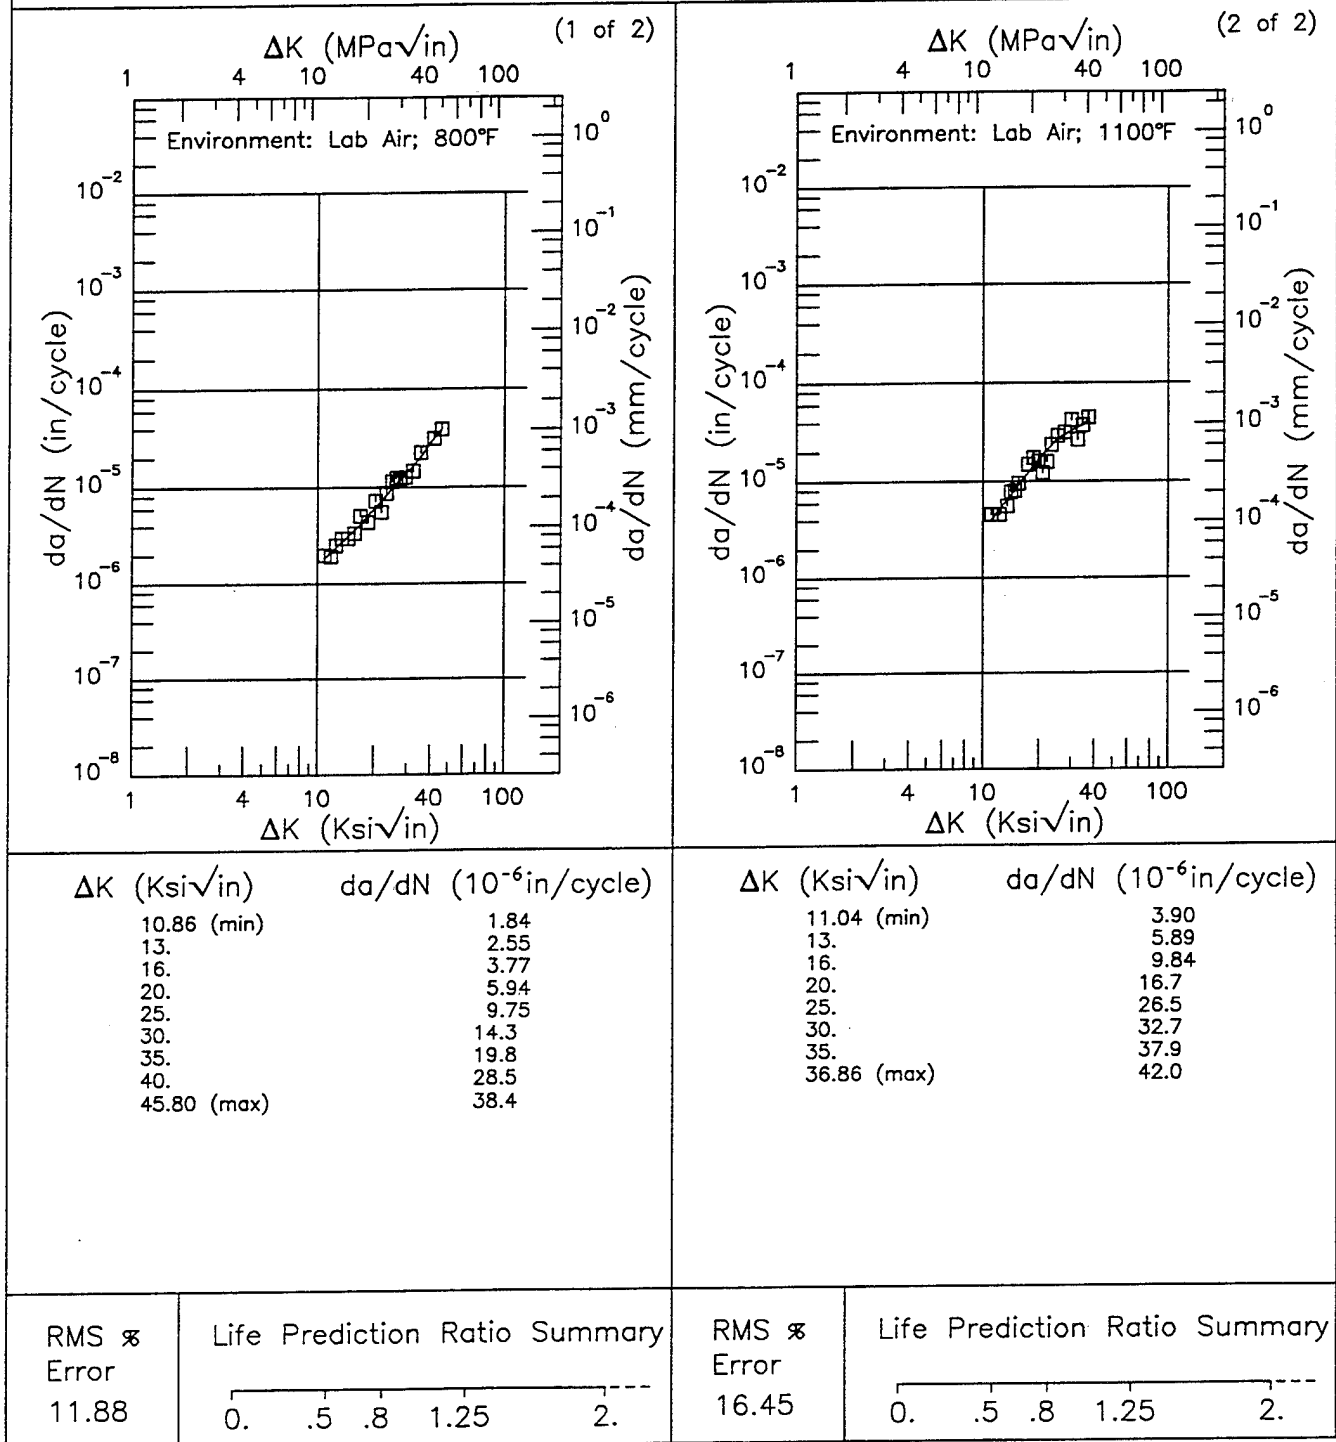 (1 of 2)
ΔK (MPa√in)
1 4 10 40 100
Environment: Lab Air; 800°F
da/dN (in/cycle)
10⁻²
10⁻³
10⁻⁴
10⁻⁵
10⁻⁶
10⁻⁷
10⁻⁸
da/dN (mm/cycle)
10⁰
10⁻¹
10⁻²
10⁻³
10⁻⁴
10⁻⁵
10⁻⁶
1 4 10 40 100
ΔK (Ksi√in)
ΔK (Ksi√in) da/dN (10⁻⁶in/cycle)
10.86 (min) 1.84
13. 2.55
16. 3.77
20. 5.94
25. 9.75
30. 14.3
35. 19.8
40. 28.5
45.80 (max) 38.4
RMS %
Error
11.88
Life Prediction Ratio Summary
0. .5 .8 1.25 2.
(2 of 2)
ΔK (MPa√in)
1 4 10 40 100
Environment: Lab Air; 1100°F
da/dN (in/cycle)
10⁻²
10⁻³
10⁻⁴
10⁻⁵
10⁻⁶
10⁻⁷
10⁻⁸
da/dN (mm/cycle)
10⁰
10⁻¹
10⁻²
10⁻³
10⁻⁴
10⁻⁵
10⁻⁶
1 4 10 40 100
ΔK (Ksi√in)
ΔK (Ksi√in) da/dN (10⁻⁶in/cycle)
11.04 (min) 3.90
13. 5.89
16. 9.84
20. 16.7
25. 26.5
30. 32.7
35. 37.9
36.86 (max) 42.0
RMS %
Error
16.45
Life Prediction Ratio Summary
0. .5 .8 1.25 2.